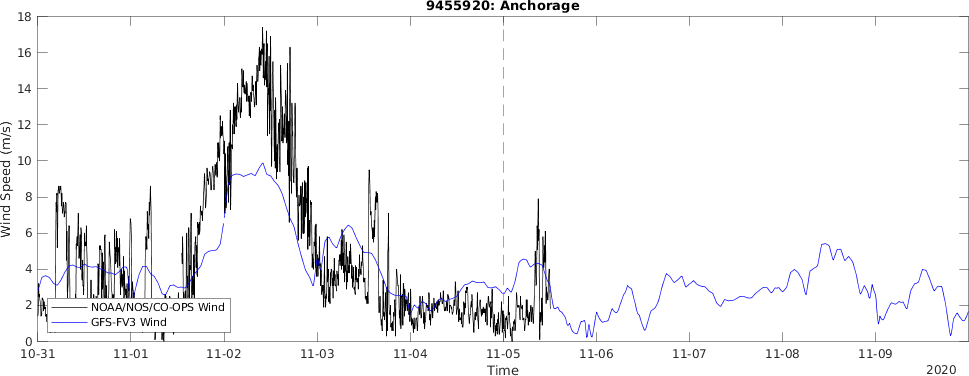 9455920: Anchorage
Wind Speed (m/s)
18
16
14
12
10
8
6
4
2
0
NOAA/NOS/CO-OPS Wind
GFS-FV3 Wind
10-31 11-01 11-02 11-03 11-04 11-05 11-06 11-07 11-08 11-09
Time
2020